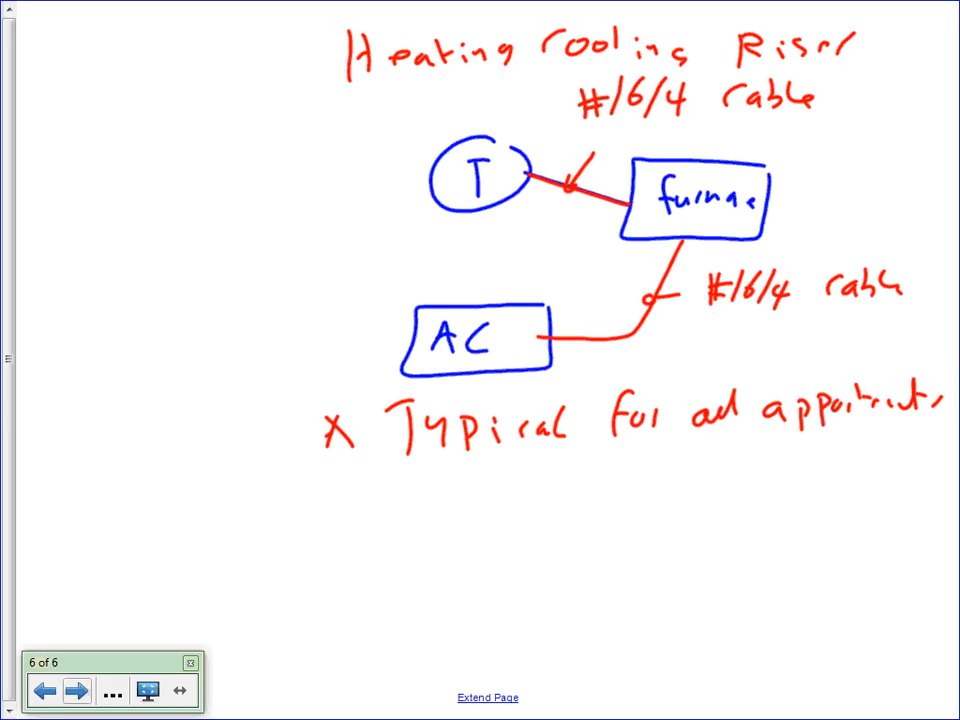 Heating cooling Riser
#16/4 cable
T
furnace
#16/4 cable
AC
* Typical for all appartments
6 of 6
...
Extend Page